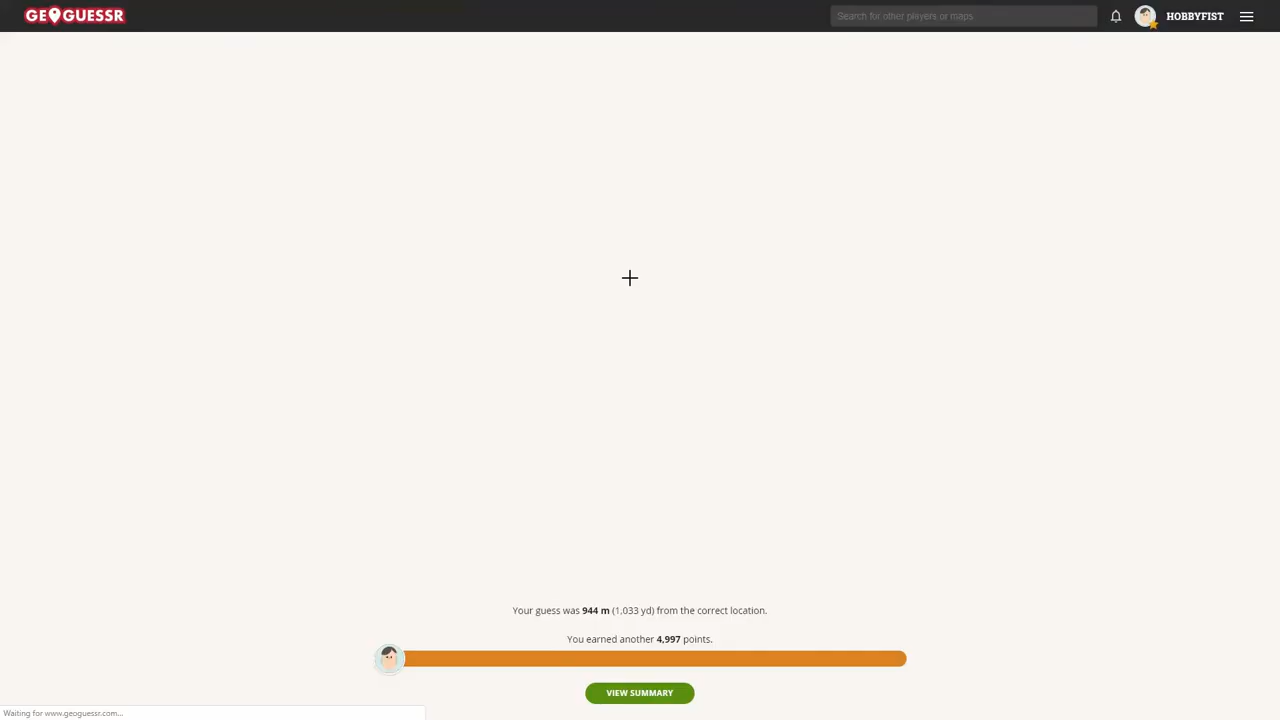 GEOGUESSR
Search for other players or maps
HOBBYFIST
Your guess was 944 m (1,033 yd) from the correct location.
You earned another 4,997 points.
VIEW SUMMARY
Waiting for www.geoguessr.com...